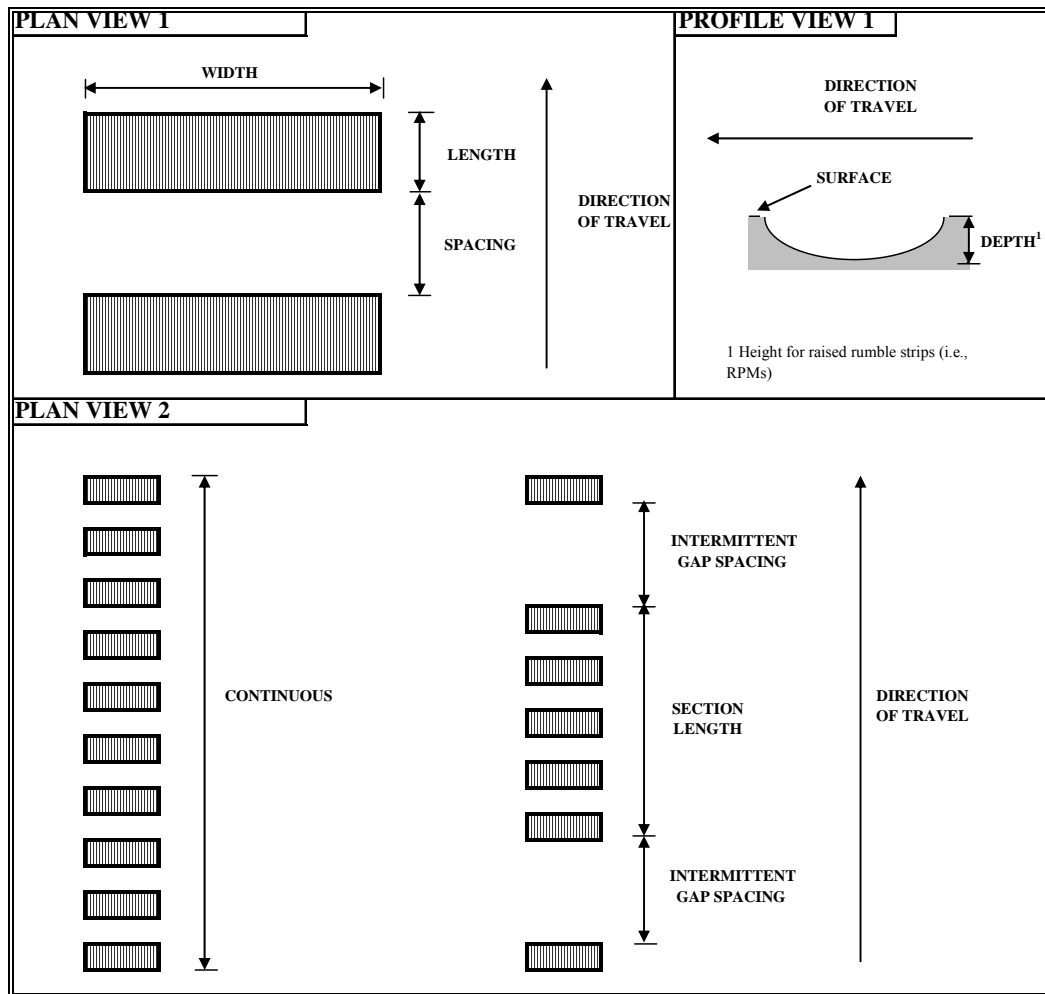 PLAN VIEW 1
WIDTH
LENGTH
SPACING
DIRECTION
OF TRAVEL
PROFILE VIEW 1
DIRECTION
OF TRAVEL
SURFACE
DEPTH1
1 Height for raised rumble strips (i.e.,
RPMs)
PLAN VIEW 2
CONTINUOUS
INTERMITTENT
GAP SPACING
SECTION
LENGTH
INTERMITTENT
GAP SPACING
DIRECTION
OF TRAVEL